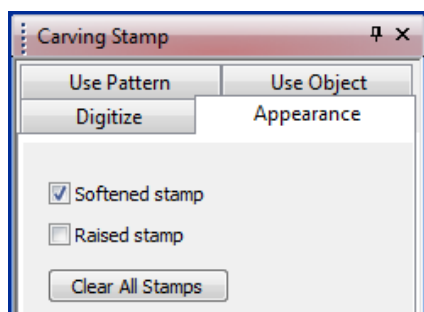 Carving Stamp
Use Pattern Use Object
Digitize Appearance
Softened stamp
Raised stamp
Clear All Stamps